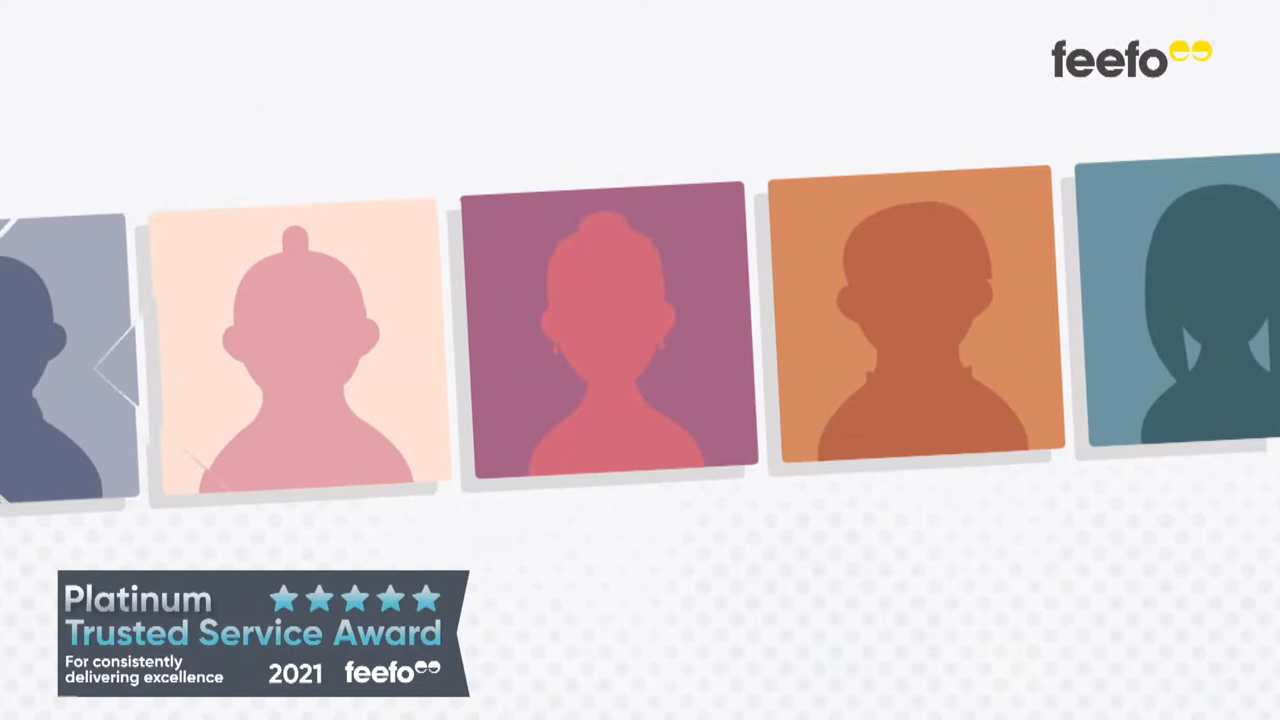 feefo
Platinum
Trusted Service Award
For consistently
delivering excellence
2021 feefo